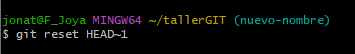 jonat@F_Joya MINGW64 ~/tallerGIT (nuevo-nombre)
$ git reset HEAD~1